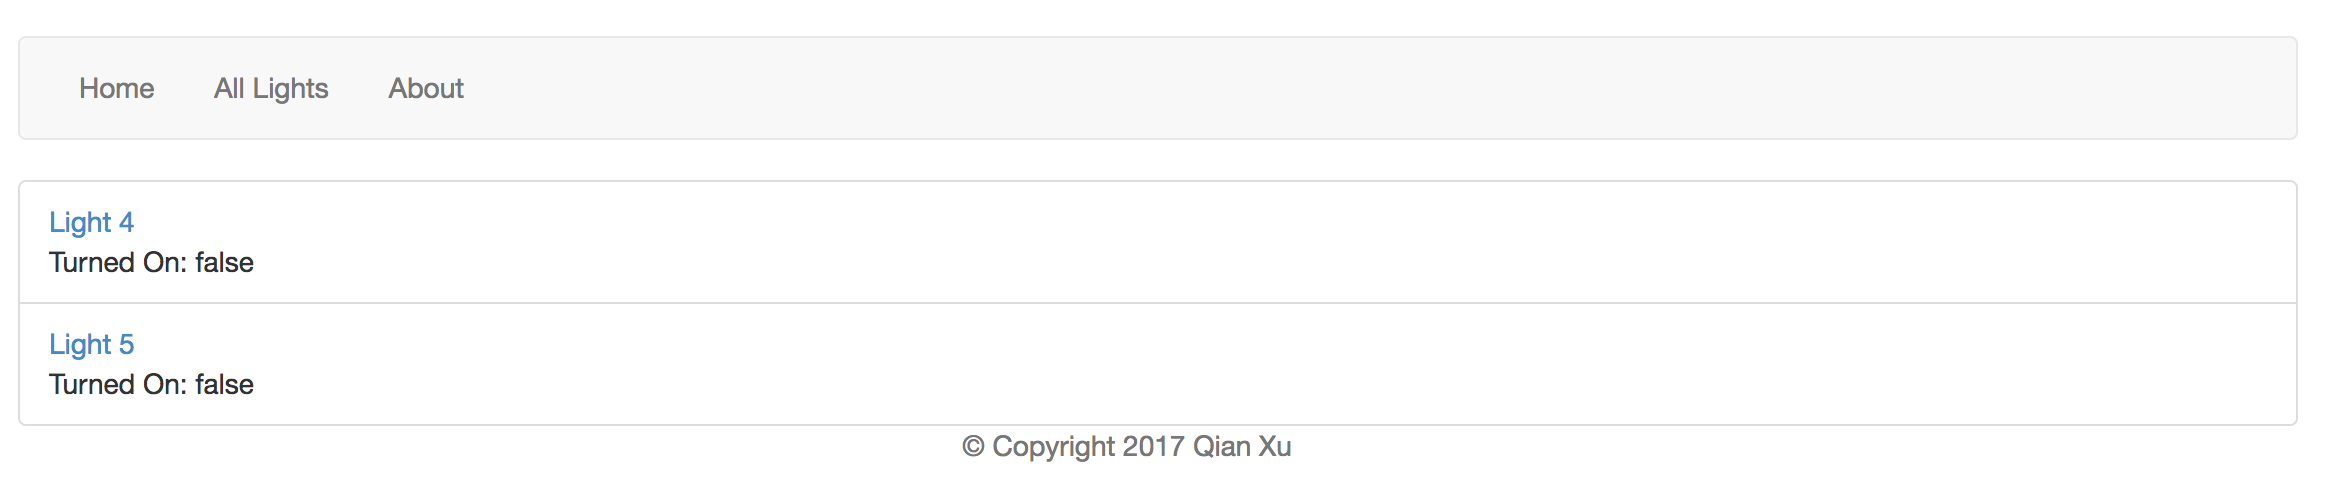 Home All Lights About
Light 4
Turned On: false
Light 5
Turned On: false
© Copyright 2017 Qian Xu